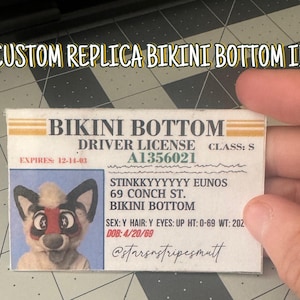 CUSTOM REPLICA BIKINI BOTTOM I
BIKINI BOTTOM
DRIVER LICENSE CLASS: S
EXPIRES: 12-14-03 A1356021
STINKKYYYYYY EUNOS
69 CONCH ST.
BIKINI BOTTOM
SEX: Y HAIR: Y EYES: UP HT: 0-69 WT: 202
DOB: 4/20/69
@starsnstripesmutt